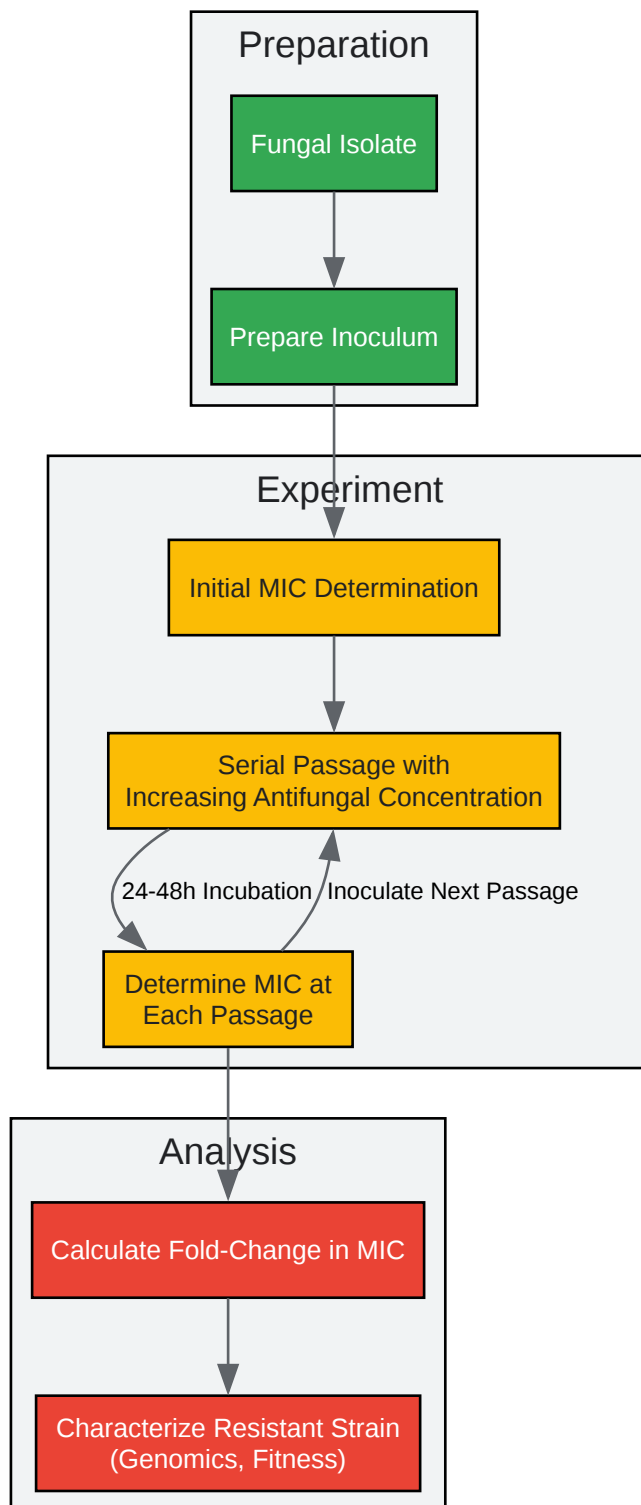 Preparation
Fungal Isolate
Prepare Inoculum
Experiment
Initial MIC Determination
Serial Passage with
Increasing Antifungal Concentration
24-48h Incubation
Inoculate Next Passage
Determine MIC at
Each Passage
Analysis
Calculate Fold-Change in MIC
Characterize Resistant Strain
(Genomics, Fitness)